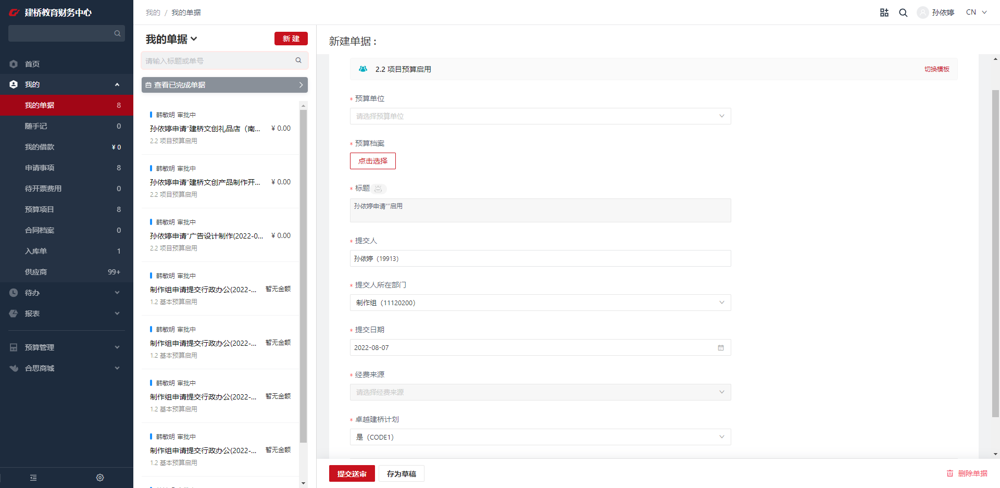 建桥教育财务中心
首页
我的
我的单据 8
随手记 0
我的借款 ¥ 0
申请事项 8
待开票费用 0
预算项目 8
合同档案 0
入库单 1
供应商 99+
待办
报表
预算管理
合思商城
我的 / 我的单据
孙依婷 CN
我的单据
新 建
请输入标题或单号
查看已完成单据
韩敏明 审批中
孙依婷申请“建桥文创礼品店（南... ¥ 0.00
2.2 项目预算启用
韩敏明 审批中
孙依婷申请“建桥文创产品制作开... ¥ 0.00
2.2 项目预算启用
韩敏明 审批中
孙依婷申请“广告设计制作(2022-0... ¥ 0.00
2.2 项目预算启用
韩敏明 审批中
制作组申请提交行政办公(2022-... 暂无金额
1.2 基本预算启用
韩敏明 审批中
制作组申请提交行政办公(2022-... 暂无金额
1.2 基本预算启用
韩敏明 审批中
制作组申请提交行政办公(2022-... 暂无金额
1.2 基本预算启用
韩敏明 审批中
制作组申请提交行政办公(2022-... 暂无金额
1.2 基本预算启用
新建单据 :
2.2 项目预算启用 切换模板
* 预算单位
请选择预算单位
* 预算档案
点击选择
* 标题
孙依婷申请“”启用
* 提交人
孙依婷（19913）
* 提交人所在部门
制作组（11120200）
* 提交日期
2022-08-07
* 经费来源
请选择经费来源
* 卓越建桥计划
是（CODE1）
提交送审 存为草稿 删除单据